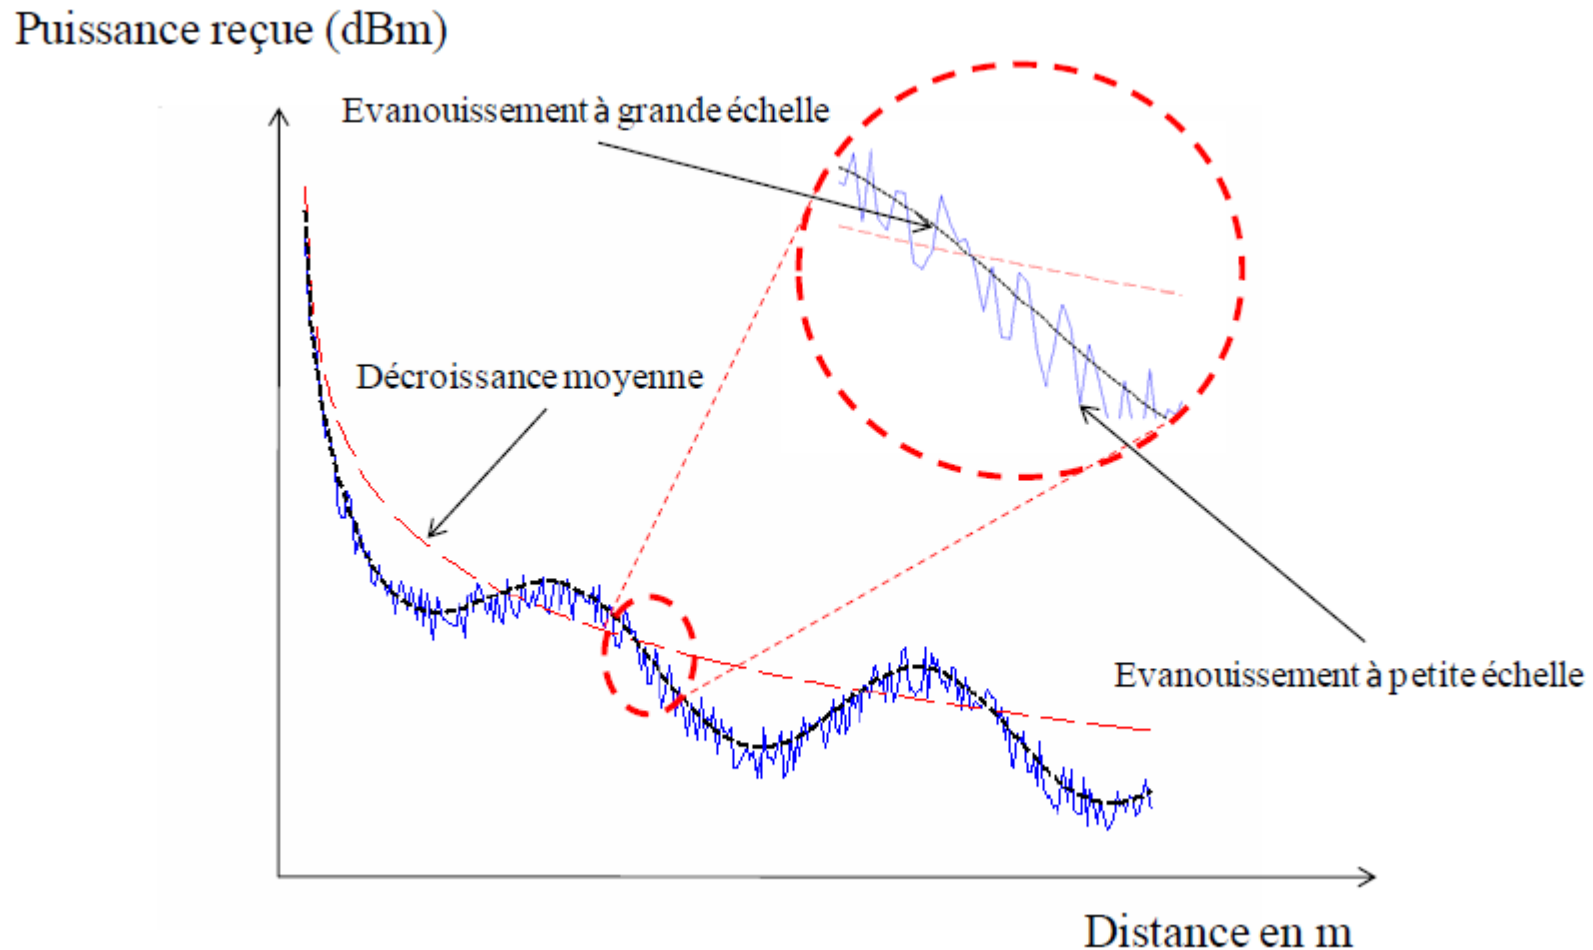 Puissance reçue (dBm)
Evanouissement à grande échelle
Décroissance moyenne
Evanouissement à petite échelle
Distance en m